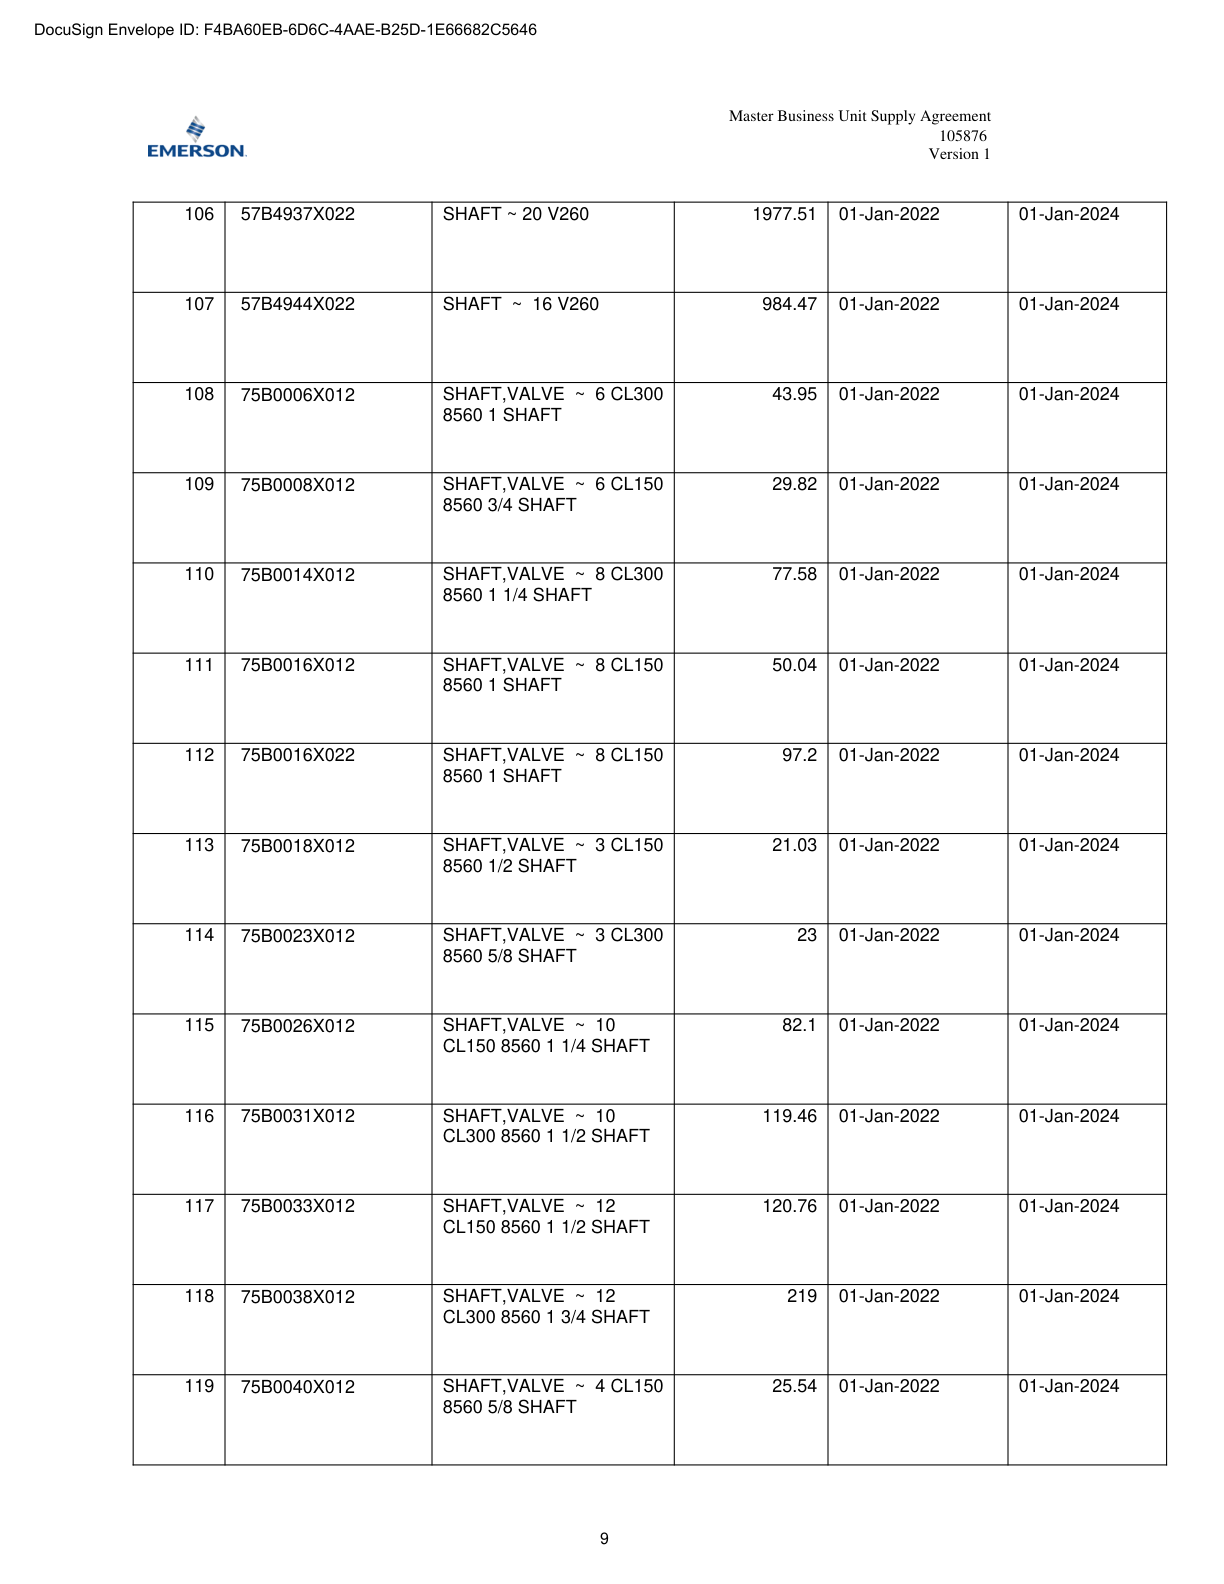 DocuSign Envelope ID: F4BA60EB-6D6C-4AAE-B25D-1E66682C5646
EMERSON
Master Business Unit Supply Agreement
105876
Version 1
106 57B4937X022 SHAFT ~ 20 V260 1977.51 01-Jan-2022 01-Jan-2024
107 57B4944X022 SHAFT ~ 16 V260 984.47 01-Jan-2022 01-Jan-2024
108 75B0006X012 SHAFT,VALVE ~ 6 CL300 43.95 01-Jan-2022 01-Jan-2024
8560 1 SHAFT
109 75B0008X012 SHAFT,VALVE ~ 6 CL150 29.82 01-Jan-2022 01-Jan-2024
8560 3/4 SHAFT
110 75B0014X012 SHAFT,VALVE ~ 8 CL300 77.58 01-Jan-2022 01-Jan-2024
8560 1 1/4 SHAFT
111 75B0016X012 SHAFT,VALVE ~ 8 CL150 50.04 01-Jan-2022 01-Jan-2024
8560 1 SHAFT
112 75B0016X022 SHAFT,VALVE ~ 8 CL150 97.2 01-Jan-2022 01-Jan-2024
8560 1 SHAFT
113 75B0018X012 SHAFT,VALVE ~ 3 CL150 21.03 01-Jan-2022 01-Jan-2024
8560 1/2 SHAFT
114 75B0023X012 SHAFT,VALVE ~ 3 CL300 23 01-Jan-2022 01-Jan-2024
8560 5/8 SHAFT
115 75B0026X012 SHAFT,VALVE ~ 10 82.1 01-Jan-2022 01-Jan-2024
CL150 8560 1 1/4 SHAFT
116 75B0031X012 SHAFT,VALVE ~ 10 119.46 01-Jan-2022 01-Jan-2024
CL300 8560 1 1/2 SHAFT
117 75B0033X012 SHAFT,VALVE ~ 12 120.76 01-Jan-2022 01-Jan-2024
CL150 8560 1 1/2 SHAFT
118 75B0038X012 SHAFT,VALVE ~ 12 219 01-Jan-2022 01-Jan-2024
CL300 8560 1 3/4 SHAFT
119 75B0040X012 SHAFT,VALVE ~ 4 CL150 25.54 01-Jan-2022 01-Jan-2024
8560 5/8 SHAFT
9